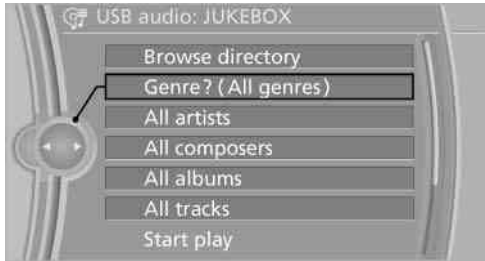 USB audio: JUKEBOX
Browse directory
Genre? (All genres)
All artists
All composers
All albums
All tracks
Start play